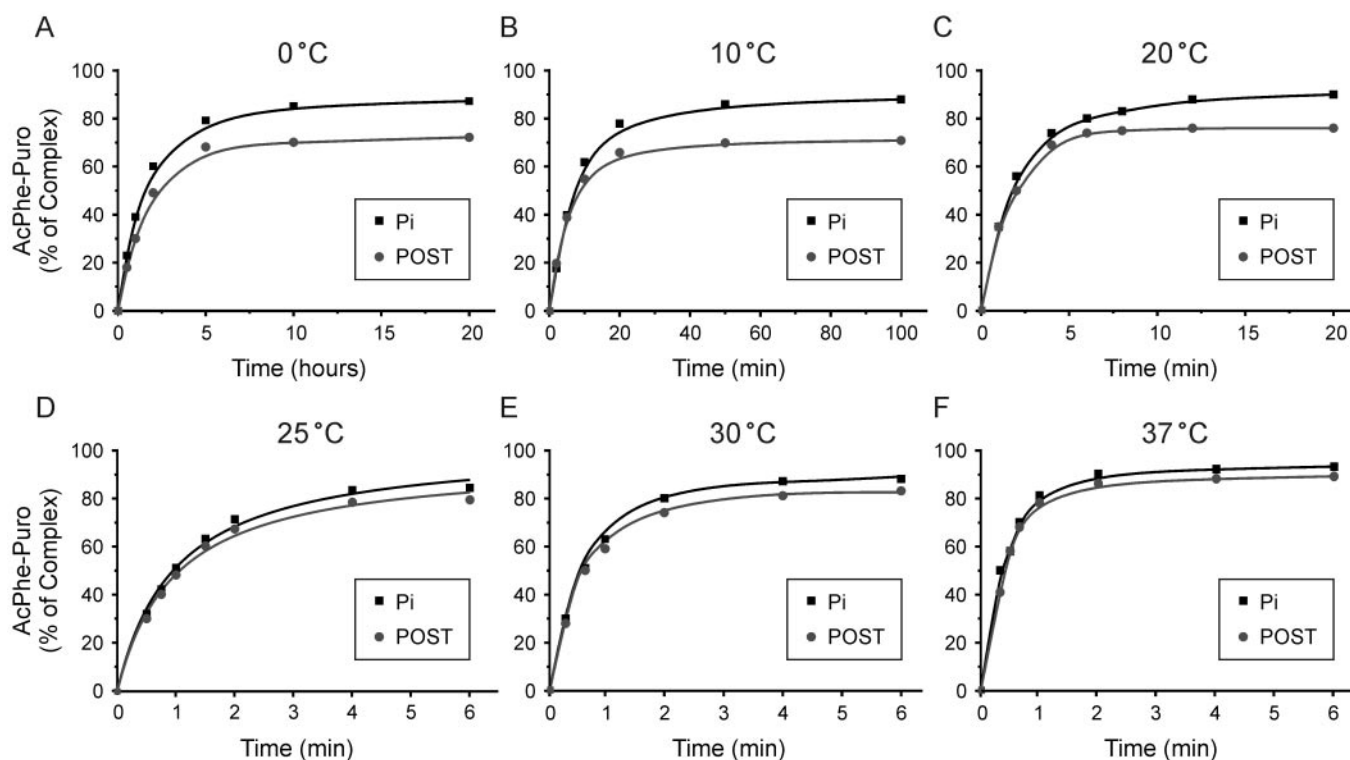 A
0 °C
AcPhe-Puro
(% of Complex)
100
80
60
40
20
0
Pi
POST
0 5 10 15 20
Time (hours)
B
10 °C
100
80
60
40
20
0
Pi
POST
0 20 40 60 80 100
Time (min)
C
20 °C
100
80
60
40
20
0
Pi
POST
0 5 10 15 20
Time (min)
D
25 °C
AcPhe-Puro
(% of Complex)
100
80
60
40
20
0
Pi
POST
0 1 2 3 4 5 6
Time (min)
E
30 °C
100
80
60
40
20
0
Pi
POST
0 1 2 3 4 5 6
Time (min)
F
37 °C
100
80
60
40
20
0
Pi
POST
0 1 2 3 4 5 6
Time (min)